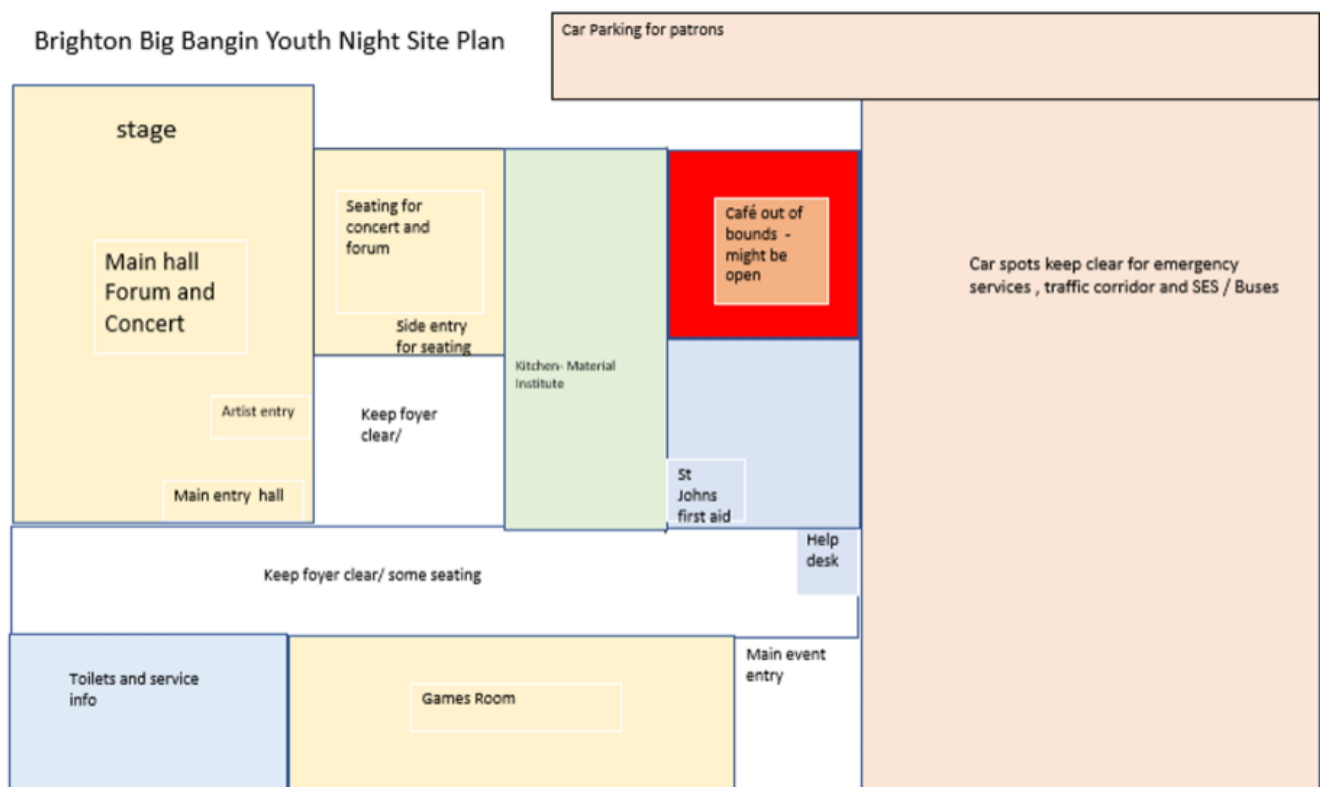 Brighton Big Bangin Youth Night Site Plan
Car Parking for patrons
stage
Seating for
concert and
forum
Café out of
bounds -
might be
open
Main hall
Forum and
Concert
Car spots keep clear for emergency
services , traffic corridor and SES / Buses
Side entry
for seating
Kitchen- Material
Institute
Artist entry
Keep foyer
clear/
Main entry hall
St
Johns
first aid
Help
desk
Keep foyer clear/ some seating
Toilets and service
info
Games Room
Main event
entry